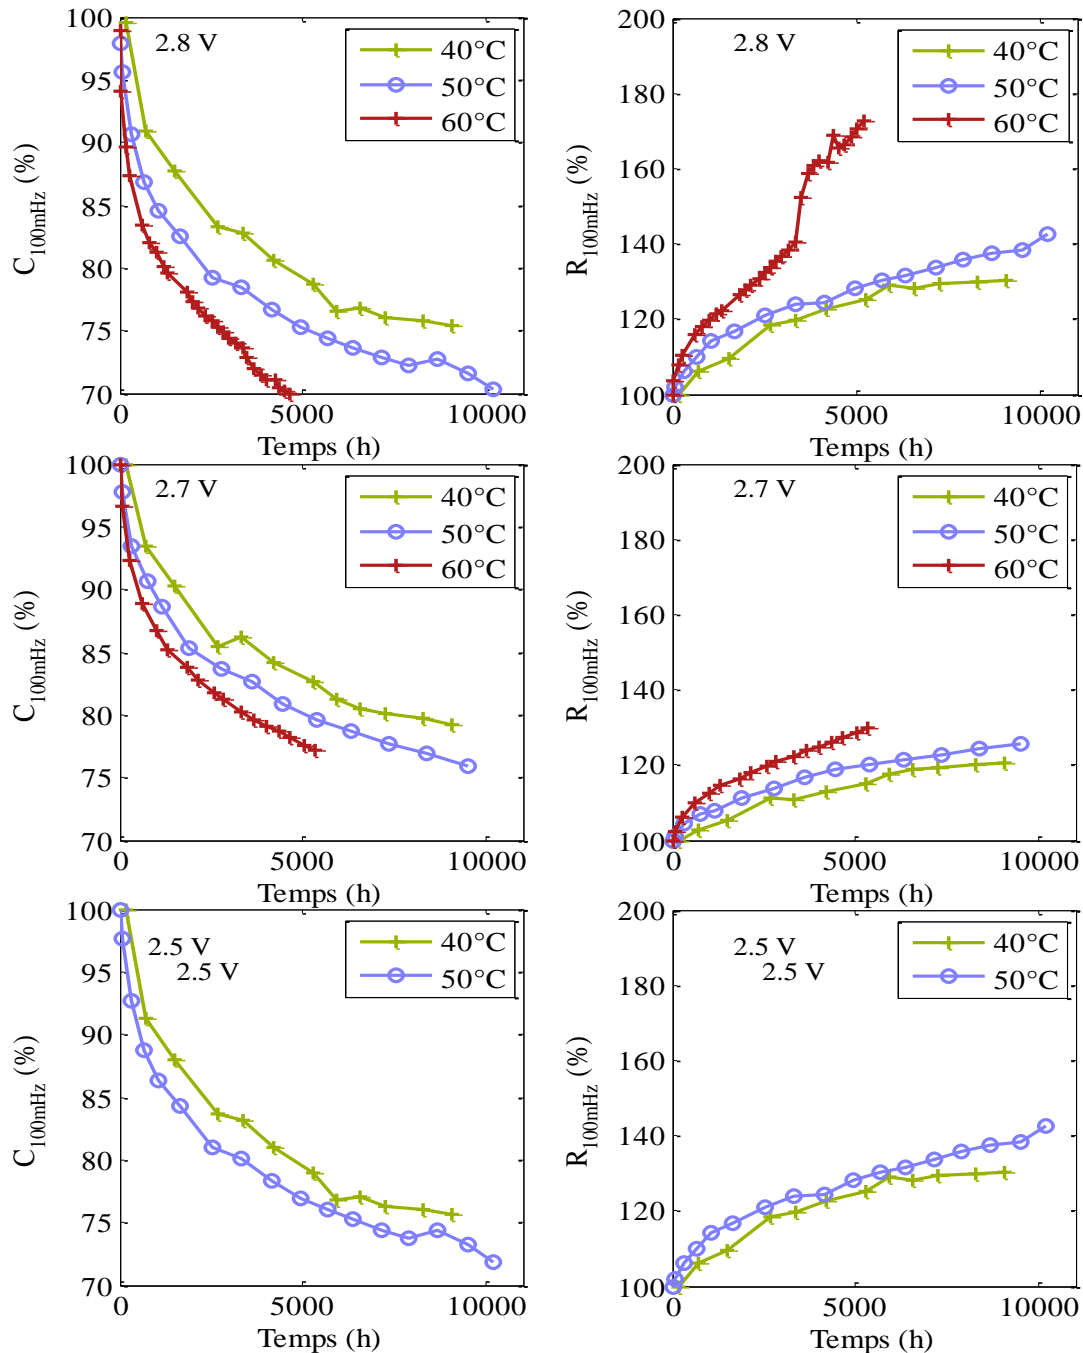 2.8 V
40°C
50°C
60°C
100
95
90
85
80
75
70
C100mHz (%)
0
5000
10000
Temps (h)
2.8 V
40°C
50°C
60°C
200
180
160
140
120
100
R100mHz (%)
0
5000
10000
Temps (h)
2.7 V
40°C
50°C
60°C
100
95
90
85
80
75
70
C100mHz (%)
0
5000
10000
Temps (h)
2.7 V
40°C
50°C
60°C
200
180
160
140
120
100
R100mHz (%)
0
5000
10000
Temps (h)
2.5 V
2.5 V
40°C
50°C
100
95
90
85
80
75
70
C100mHz (%)
0
5000
10000
Temps (h)
2.5 V
2.5 V
40°C
50°C
200
180
160
140
120
100
R100mHz (%)
0
5000
10000
Temps (h)